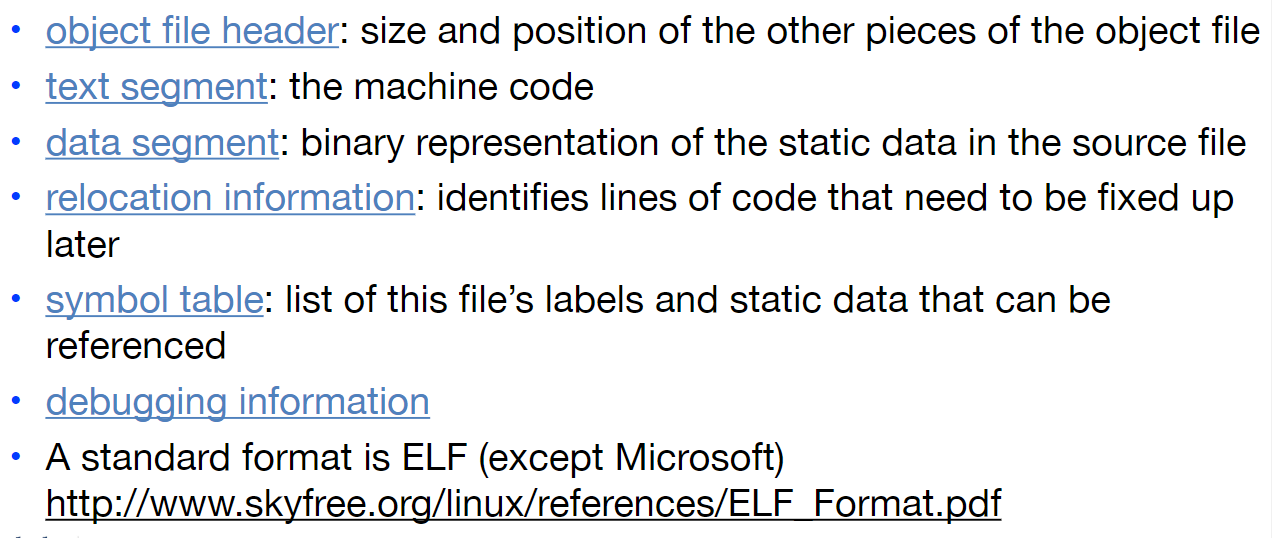 • object file header: size and position of the other pieces of the object file
• text segment: the machine code
• data segment: binary representation of the static data in the source file
• relocation information: identifies lines of code that need to be fixed up
later
• symbol table: list of this file’s labels and static data that can be
referenced
• debugging information
• A standard format is ELF (except Microsoft)
http://www.skyfree.org/linux/references/ELF_Format.pdf